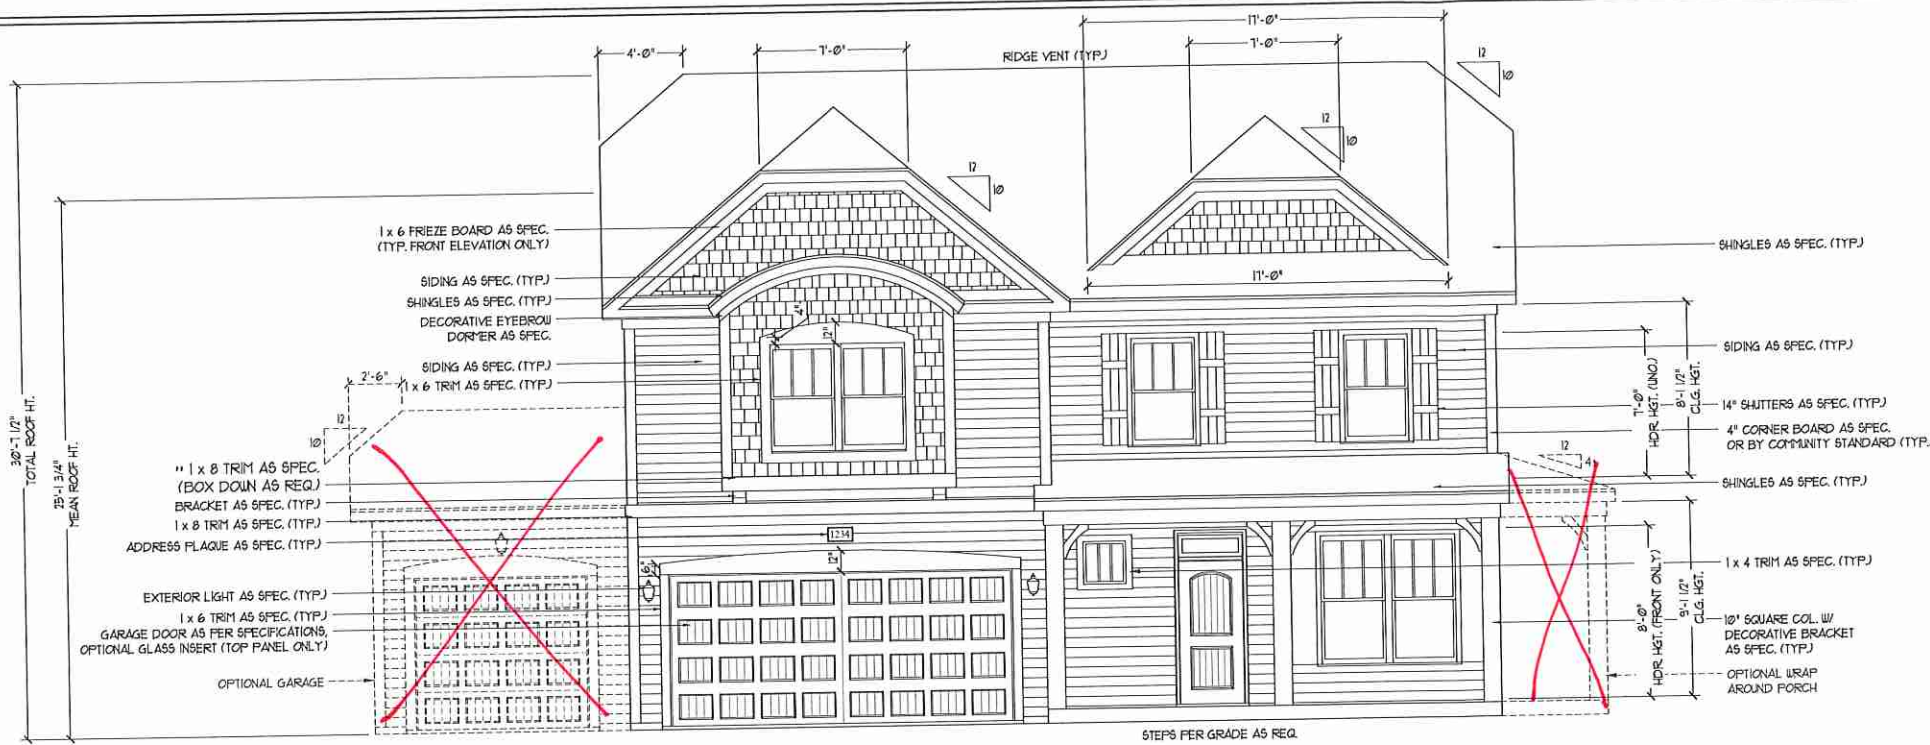 17'-0"
4'-0"
7'-0"
7'-0"
RIDGE VENT (TYP.)
12
10
12
10
12
10
30'-7 1/2"
TOTAL ROOF HT.
25'-1 3/4"
MEAN ROOF HT.
1 x 6 FRIEZE BOARD AS SPEC.
(TYP. FRONT ELEVATION ONLY)
SIDING AS SPEC. (TYP.)
SHINGLES AS SPEC. (TYP.)
DECORATIVE EYEBROW
DORMER AS SPEC.
SIDING AS SPEC. (TYP.)
1 x 6 TRIM AS SPEC. (TYP.)
2'-6"
12
10
" 1 x 8 TRIM AS SPEC.
(BOX DOWN AS REQ.)
BRACKET AS SPEC. (TYP.)
1 x 8 TRIM AS SPEC. (TYP.)
ADDRESS PLAQUE AS SPEC. (TYP.)
EXTERIOR LIGHT AS SPEC. (TYP.)
1 x 6 TRIM AS SPEC. (TYP.)
GARAGE DOOR AS PER SPECIFICATIONS,
OPTIONAL GLASS INSERT (TOP PANEL ONLY)
OPTIONAL GARAGE
4"
12"
1234
12"
6"
17'-0"
SHINGLES AS SPEC. (TYP.)
SIDING AS SPEC. (TYP.)
7'-0"
HDR. HGT. (UNO.)
8'-1 1/2"
CLG. HGT.
14" SHUTTERS AS SPEC. (TYP.)
4" CORNER BOARD AS SPEC.
OR BY COMMUNITY STANDARD (TYP.
12
4
SHINGLES AS SPEC. (TYP.)
1 x 4 TRIM AS SPEC. (TYP.)
8'-0"
HDR. HGT. (FRONT ONLY)
9'-1 1/2"
CLG. HGT.
10" SQUARE COL. W/
DECORATIVE BRACKET
AS SPEC. (TYP.)
OPTIONAL WRAP
AROUND PORCH
STEPS PER GRADE AS REQ.